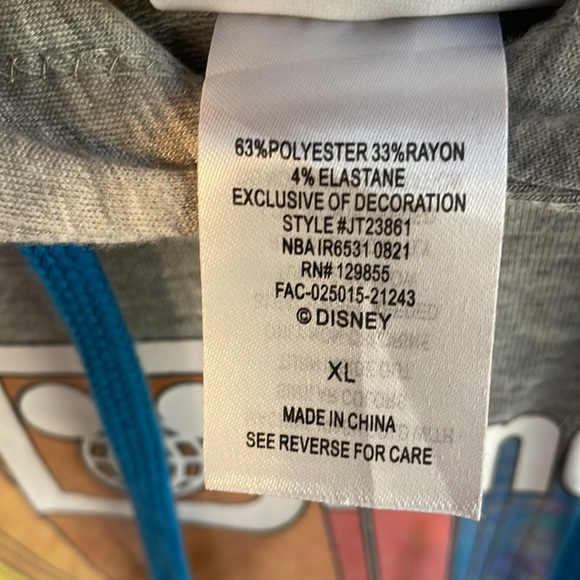 63%POLYESTER 33%RAYON
4% ELASTANE
EXCLUSIVE OF DECORATION
STYLE #JT23861
NBA IR6531 0821
RN# 129855
FAC-025015-21243
© DISNEY
XL
MADE IN CHINA
SEE REVERSE FOR CARE